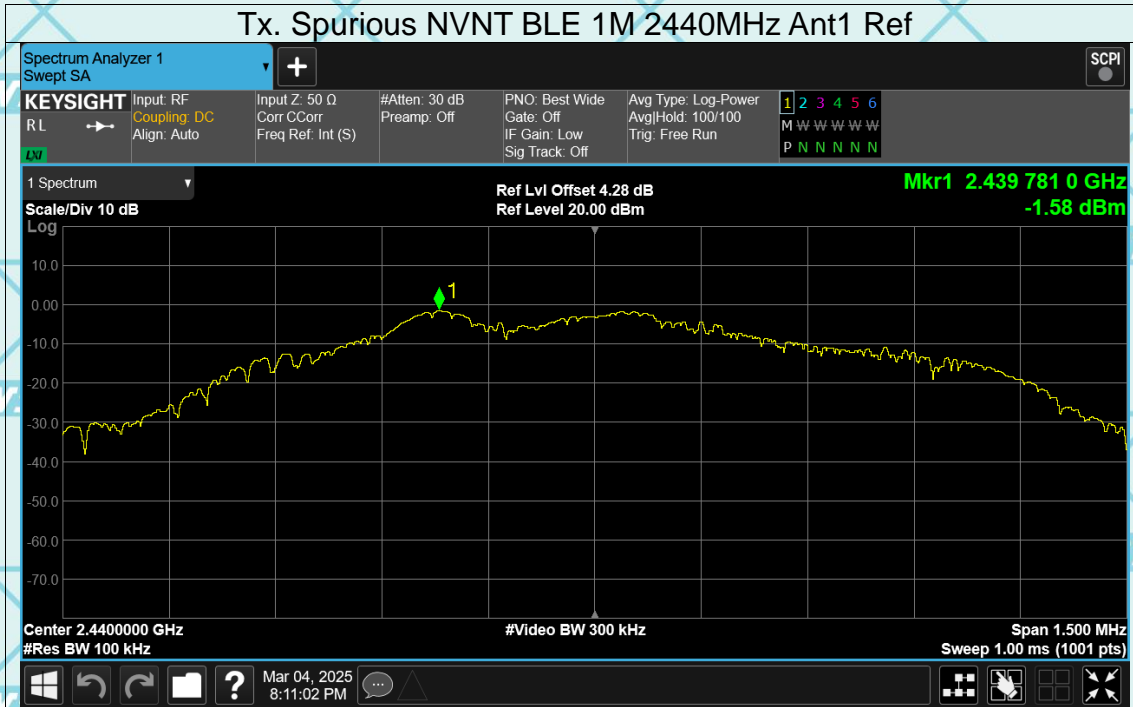 Tx. Spurious NVNT BLE 1M 2440MHz Ant1 Ref
Spectrum Analyzer 1
Swept SA
SCPI
KEYSIGHT
RL
LXI
Input: RF
Coupling: DC
Align: Auto
Input Z: 50 Ω
Corr CCorr
Freq Ref: Int (S)
#Atten: 30 dB
Preamp: Off
PNO: Best Wide
Gate: Off
IF Gain: Low
Sig Track: Off
Avg Type: Log-Power
Avg|Hold: 100/100
Trig: Free Run
1 2 3 4 5 6
M W W W W W
P N N N N N
1 Spectrum
Scale/Div 10 dB
Ref Lvl Offset 4.28 dB
Ref Level 20.00 dBm
Mkr1 2.439 781 0 GHz
-1.58 dBm
Log
10.0
0.00
-10.0
-20.0
-30.0
-40.0
-50.0
-60.0
-70.0
1
Center 2.4400000 GHz
#Res BW 100 kHz
#Video BW 300 kHz
Span 1.500 MHz
Sweep 1.00 ms (1001 pts)
?
Mar 04, 2025
8:11:02 PM